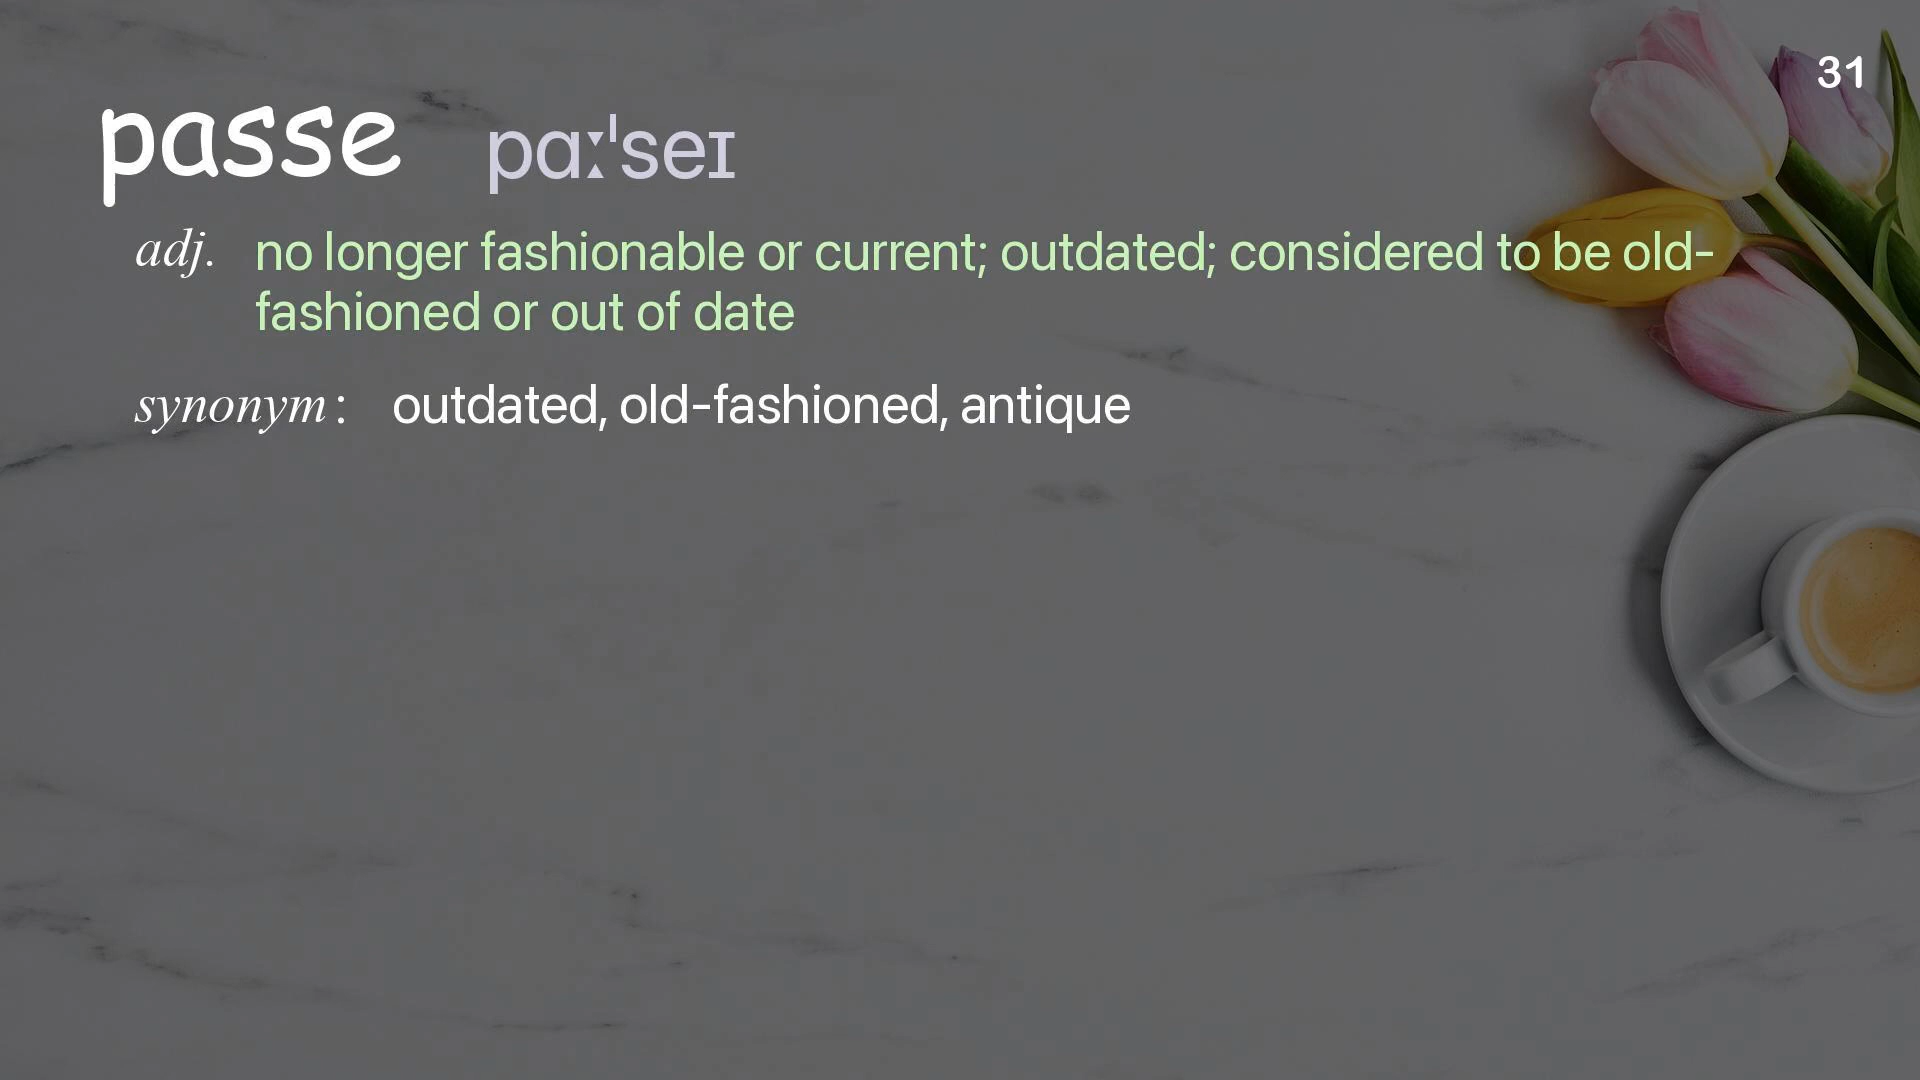 31
passe pɑːˈseɪ
adj. no longer fashionable or current; outdated; considered to be old-
fashioned or out of date
synonym: outdated, old-fashioned, antique